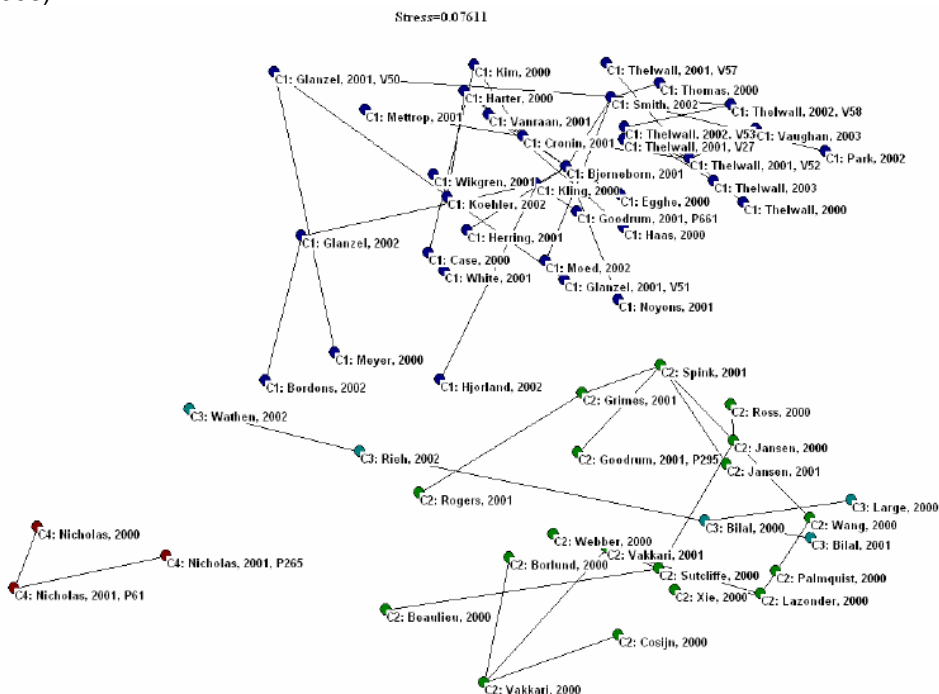 Stress=0.07611
C1: Glanzel, 2001, V50
C1: Kim, 2000
C1: Thelwall, 2001, V57
C1: Thomas, 2000
C1: Harter, 2000
C1: Smith, 2002
C1: Mettrop, 2001
C1: Vanraan, 2001
C1: Thelwall, 2002, V58
C1: Thelwall, 2002, V53
C1: Vaughan, 2003
C1: Cronin, 2001
C1: Thelwall, 2001, V27
C1: Park, 2002
C1: Thelwall, 2001, V52
C1: Bjorneborn, 2001
C1: Wikgren, 2001
C1: Kling, 2000
C1: Thelwall, 2003
C1: Koehler, 2002
C1: Egghe, 2000
C1: Thelwall, 2000
C1: Goodrum, 2001, P661
C1: Herring, 2001
C1: Haas, 2000
C1: Glanzel, 2002
C1: Case, 2000
C1: Moed, 2002
C1: White, 2001
C1: Glanzel, 2001, V51
C1: Noyons, 2001
C1: Meyer, 2000
C1: Bordons, 2002
C1: Hjorland, 2002
C2: Spink, 2001
C2: Grimes, 2001
C3: Wathen, 2002
C2: Ross, 2000
C2: Jansen, 2000
C3: Rieh, 2002
C2: Goodrum, 2001, P295
C2: Jansen, 2001
C2: Rogers, 2001
C3: Large, 2000
C3: Bilal, 2000
C2: Wang, 2000
C4: Nicholas, 2000
C2: Webber, 2000
C3: Bilal, 2001
C4: Nicholas, 2001, P265
C2: Borlund, 2000
C2: Vakkari, 2001
C2: Sutcliffe, 2000
C2: Palmquist, 2000
C4: Nicholas, 2001, P61
C2: Xie, 2000
C2: Lazonder, 2000
C2: Beaulieu, 2000
C2: Cosijn, 2000
C2: Vakkari, 2000